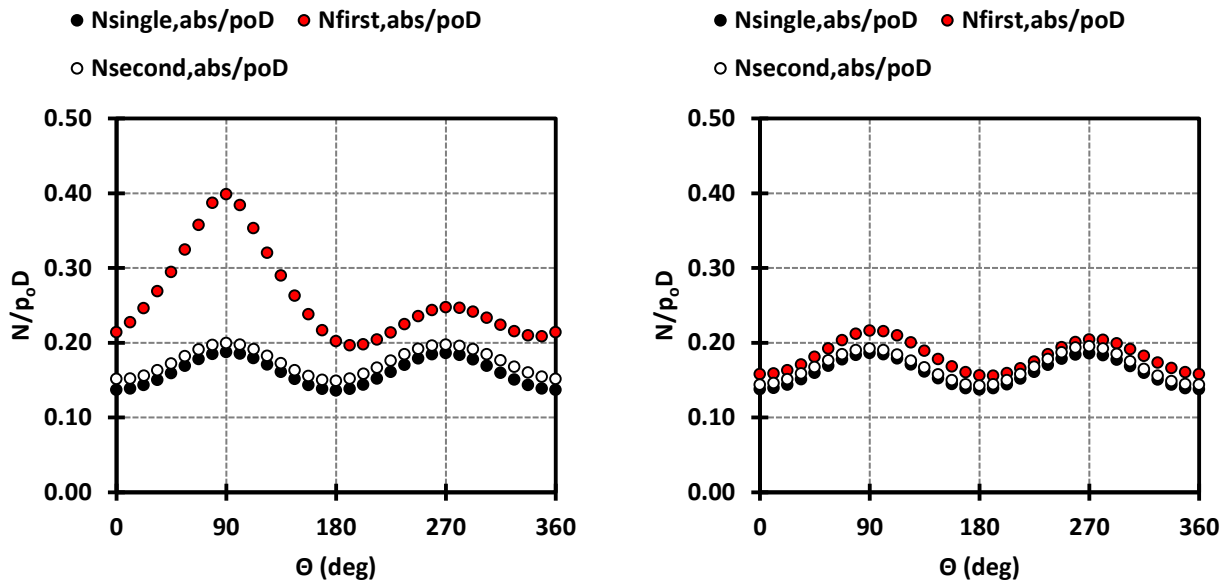 Nsingle,abs/poD Nfirst,abs/poD
Nsecond,abs/poD
0.50
0.40
0.30
0.20
0.10
0.00
N/pₒD
0 90 180 270 360
Θ (deg)
Nsingle,abs/poD Nfirst,abs/poD
Nsecond,abs/poD
0.50
0.40
0.30
0.20
0.10
0.00
N/pₒD
0 90 180 270 360
Θ (deg)